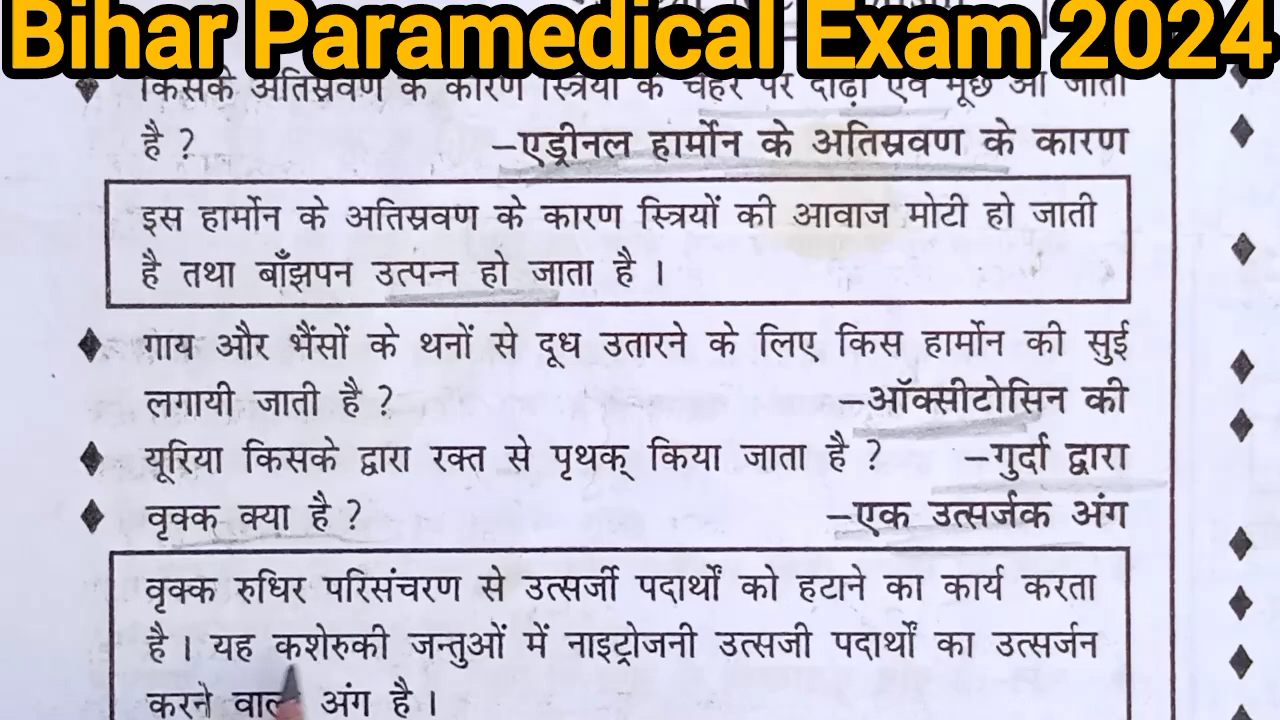 Bihar Paramedical Exam 2024
किसके अतिस्रवण के कारण स्त्रियों के चेहरे पर दाढ़ी एवं मूँछ आ जाती
है ? –एड्रीनल हार्मोन के अतिस्रवण के कारण
इस हार्मोन के अतिस्रवण के कारण स्त्रियों की आवाज मोटी हो जाती
है तथा बाँझपन उत्पन्न हो जाता है ।
गाय और भैंसों के थनों से दूध उतारने के लिए किस हार्मोन की सुई
लगायी जाती है ? –ऑक्सीटोसिन की
यूरिया किसके द्वारा रक्त से पृथक् किया जाता है ? –गुर्दा द्वारा
वृक्क क्या है ? –एक उत्सर्जक अंग
वृक्क रुधिर परिसंचरण से उत्सर्जी पदार्थों को हटाने का कार्य करता
है । यह कशेरुकी जन्तुओं में नाइट्रोजनी उत्सजी पदार्थों का उत्सर्जन
करने अंग है ।